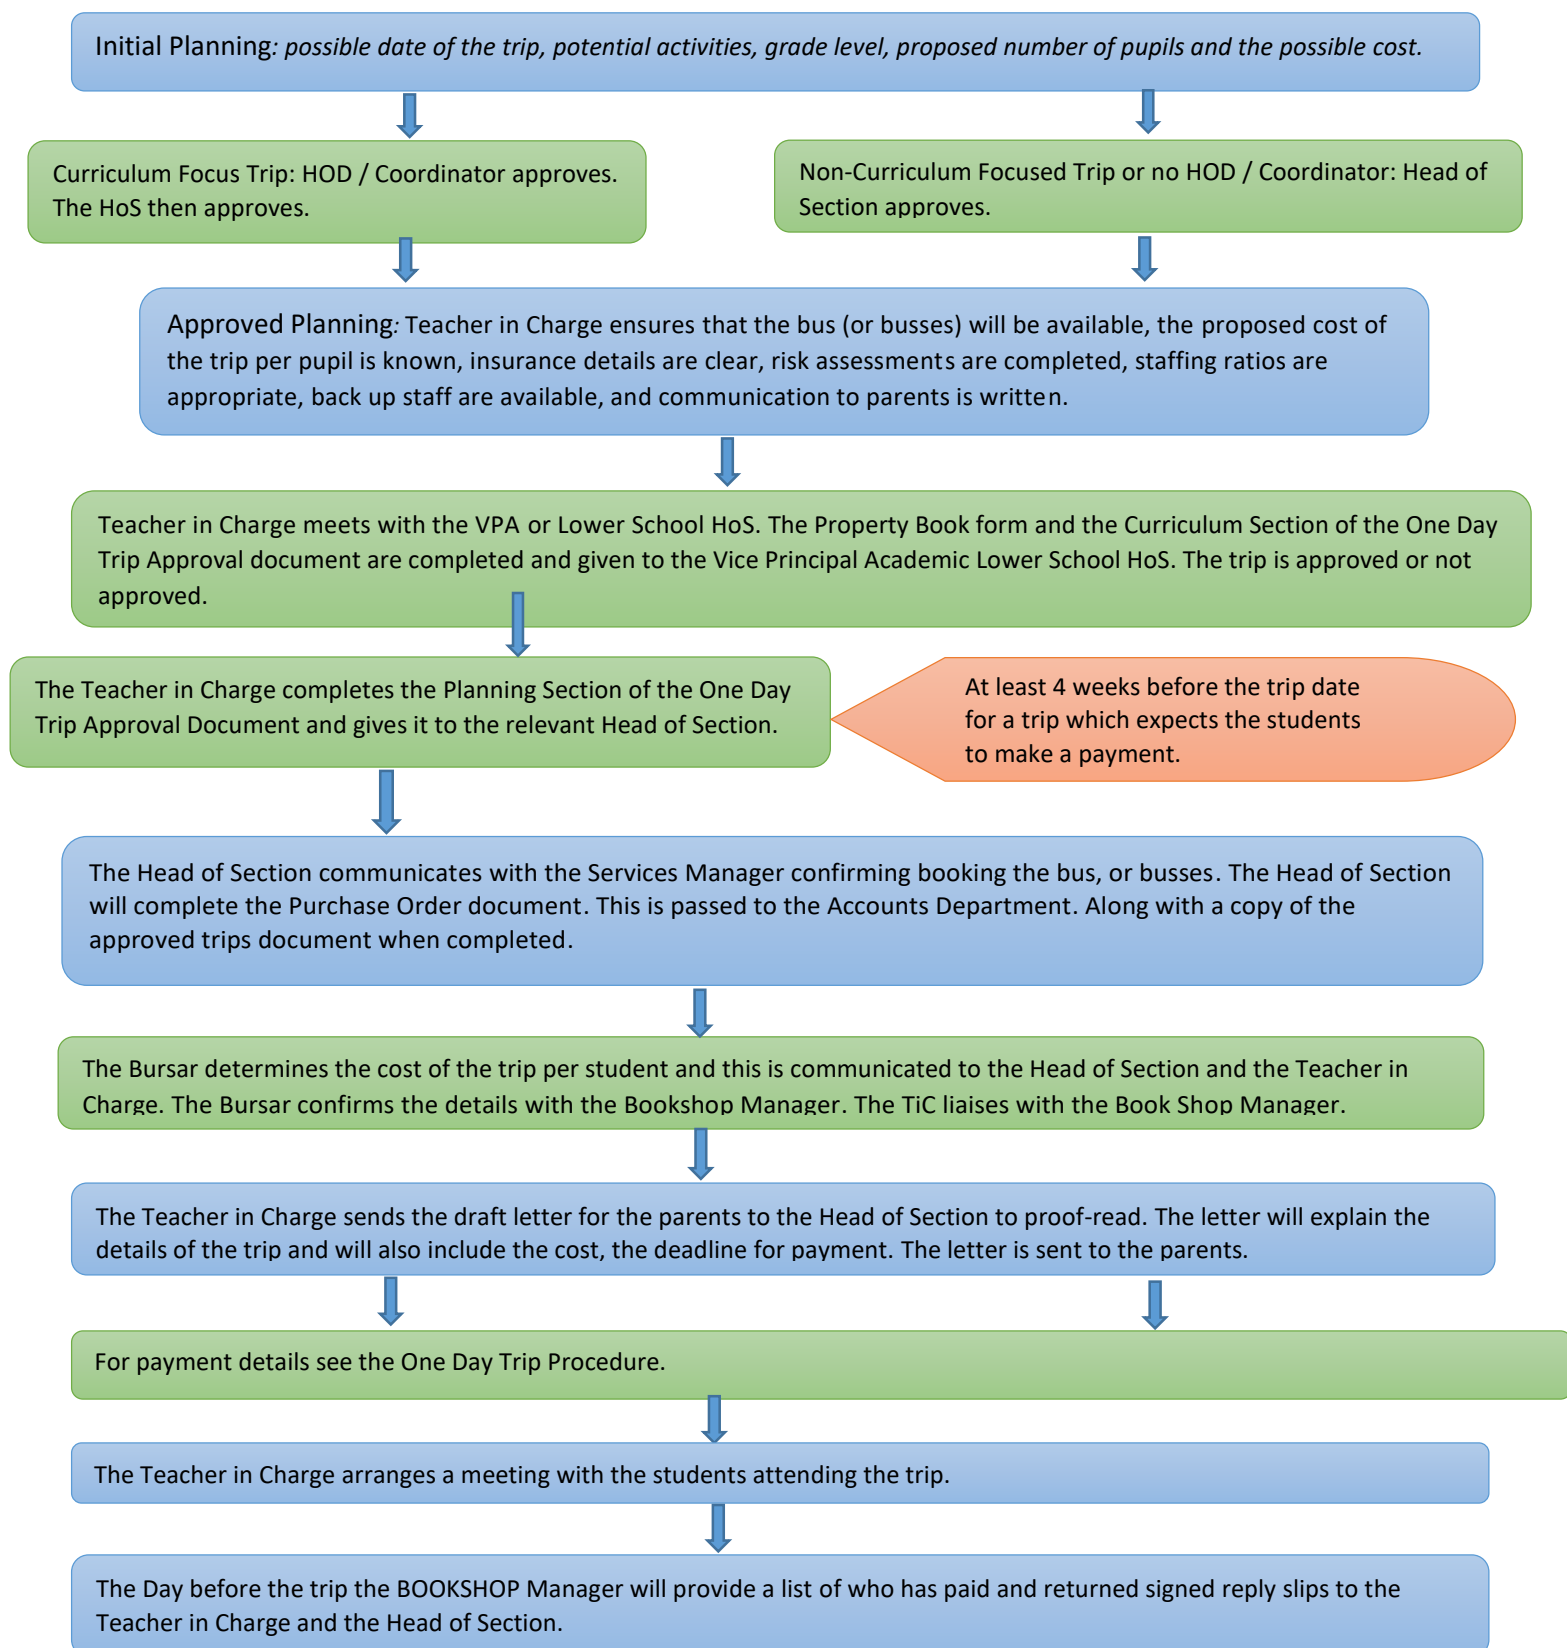 Initial Planning: possible date of the trip, potential activities, grade level, proposed number of pupils and the possible cost.
Curriculum Focus Trip: HOD / Coordinator approves.
The HoS then approves.
Non-Curriculum Focused Trip or no HOD / Coordinator: Head of
Section approves.
Approved Planning: Teacher in Charge ensures that the bus (or busses) will be available, the proposed cost of
the trip per pupil is known, insurance details are clear, risk assessments are completed, staffing ratios are
appropriate, back up staff are available, and communication to parents is written.
Teacher in Charge meets with the VPA or Lower School HoS. The Property Book form and the Curriculum Section of the One Day
Trip Approval document are completed and given to the Vice Principal Academic Lower School HoS. The trip is approved or not
approved.
The Teacher in Charge completes the Planning Section of the One Day
Trip Approval Document and gives it to the relevant Head of Section.
At least 4 weeks before the trip date
for a trip which expects the students
to make a payment.
The Head of Section communicates with the Services Manager confirming booking the bus, or busses. The Head of Section
will complete the Purchase Order document. This is passed to the Accounts Department. Along with a copy of the
approved trips document when completed.
The Bursar determines the cost of the trip per student and this is communicated to the Head of Section and the Teacher in
Charge. The Bursar confirms the details with the Bookshop Manager. The TiC liaises with the Book Shop Manager.
The Teacher in Charge sends the draft letter for the parents to the Head of Section to proof-read. The letter will explain the
details of the trip and will also include the cost, the deadline for payment. The letter is sent to the parents.
For payment details see the One Day Trip Procedure.
The Teacher in Charge arranges a meeting with the students attending the trip.
The Day before the trip the BOOKSHOP Manager will provide a list of who has paid and returned signed reply slips to the
Teacher in Charge and the Head of Section.